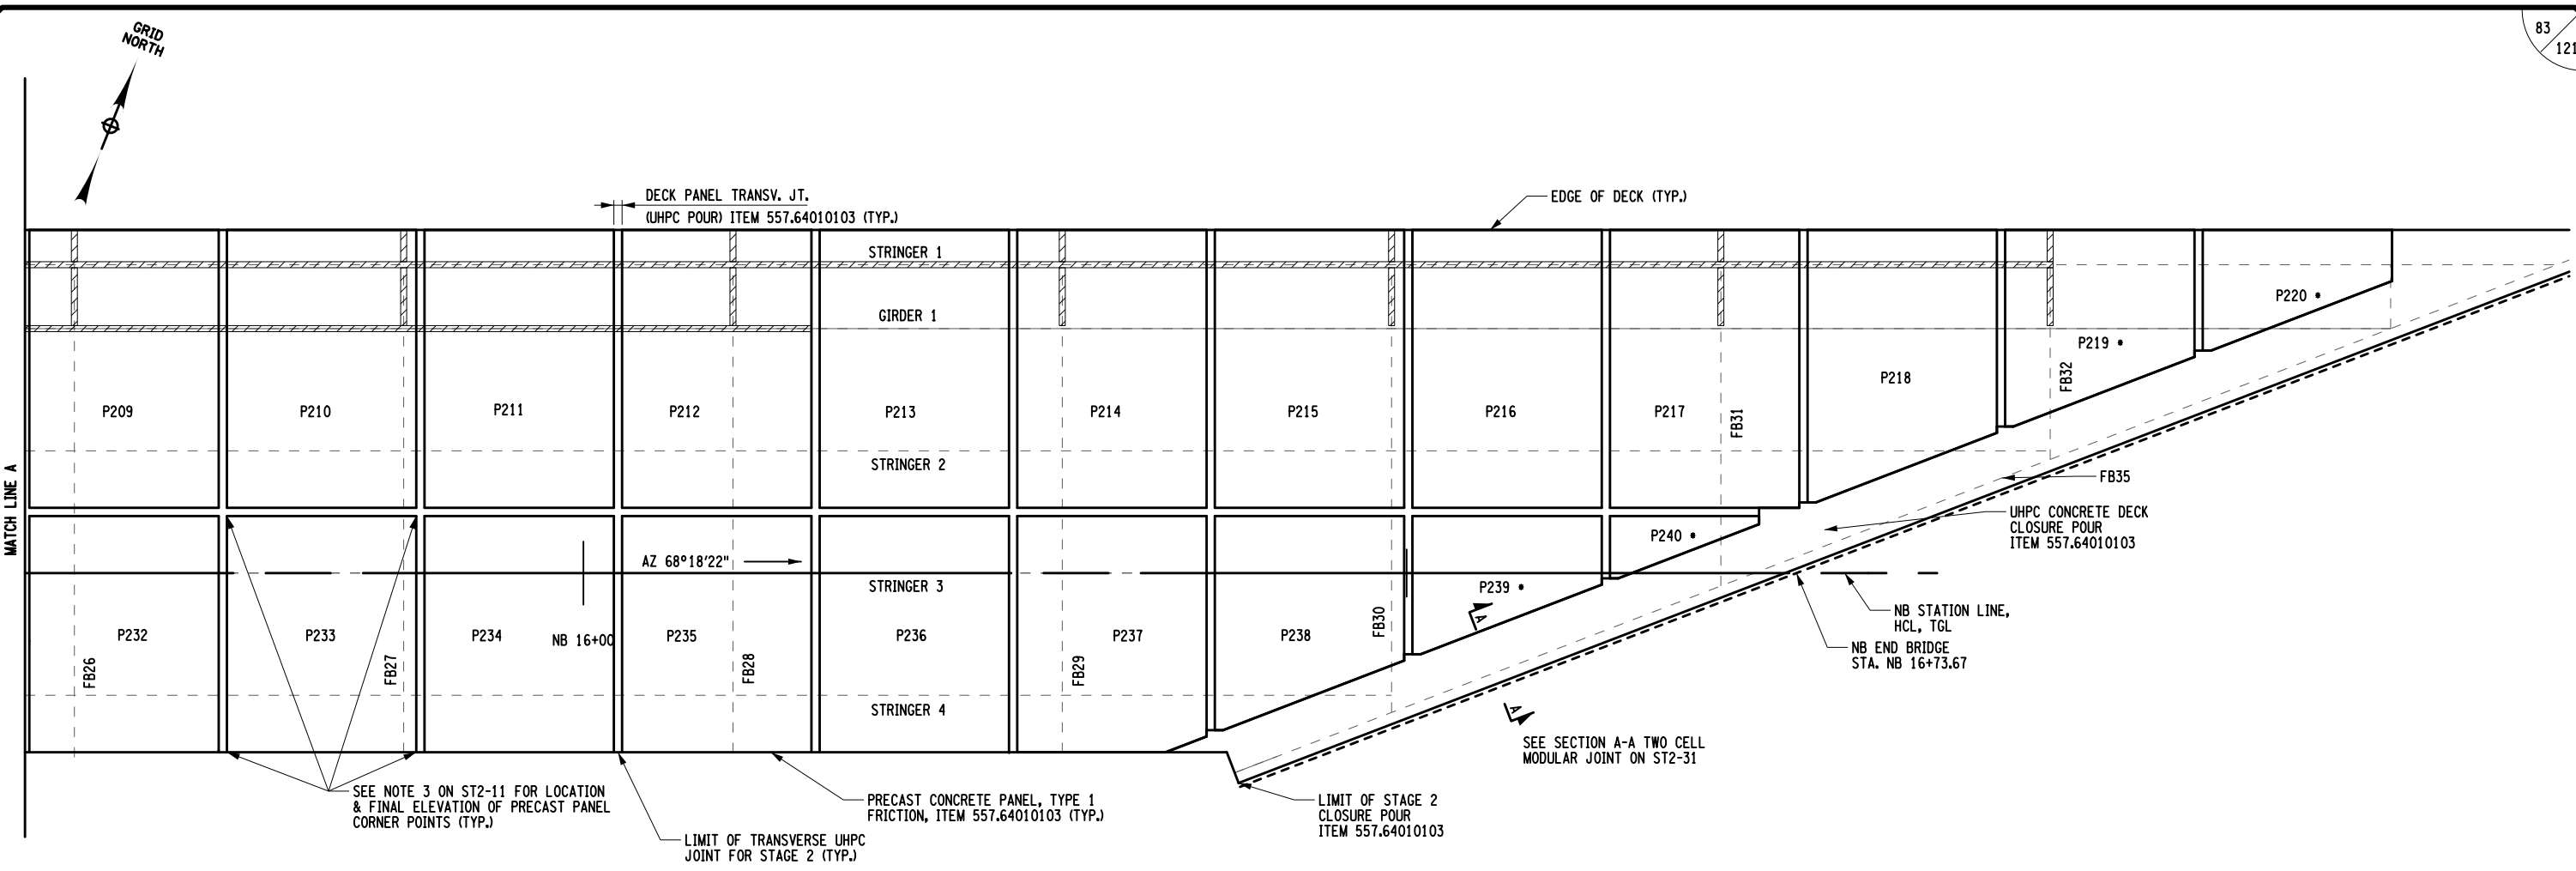 GRID
NORTH
83
121
DECK PANEL TRANSV. JT.
(UHPC POUR) ITEM 557.64010103 (TYP.)
EDGE OF DECK (TYP.)
STRINGER 1
GIRDER 1
P220
P219
P218
FB32
P209
P210
P211
P212
P213
P214
P215
P216
P217
FB31
STRINGER 2
MATCH LINE A
FB35
UHPC CONCRETE DECK
CLOSURE POUR
ITEM 557.64010103
P240
AZ 68°18'22"
STRINGER 3
P239
A
NB STATION LINE,
HCL, TGL
NB END BRIDGE
STA. NB 16+73.67
P232
P233
P234
NB 16+00
P235
P236
P237
P238
FB30
FB26
FB27
FB28
FB29
STRINGER 4
A
SEE SECTION A-A TWO CELL
MODULAR JOINT ON ST2-31
SEE NOTE 3 ON ST2-11 FOR LOCATION
& FINAL ELEVATION OF PRECAST PANEL
CORNER POINTS (TYP.)
PRECAST CONCRETE PANEL, TYPE 1
FRICTION, ITEM 557.64010103 (TYP.)
LIMIT OF STAGE 2
CLOSURE POUR
ITEM 557.64010103
LIMIT OF TRANSVERSE UHPC
JOINT FOR STAGE 2 (TYP.)